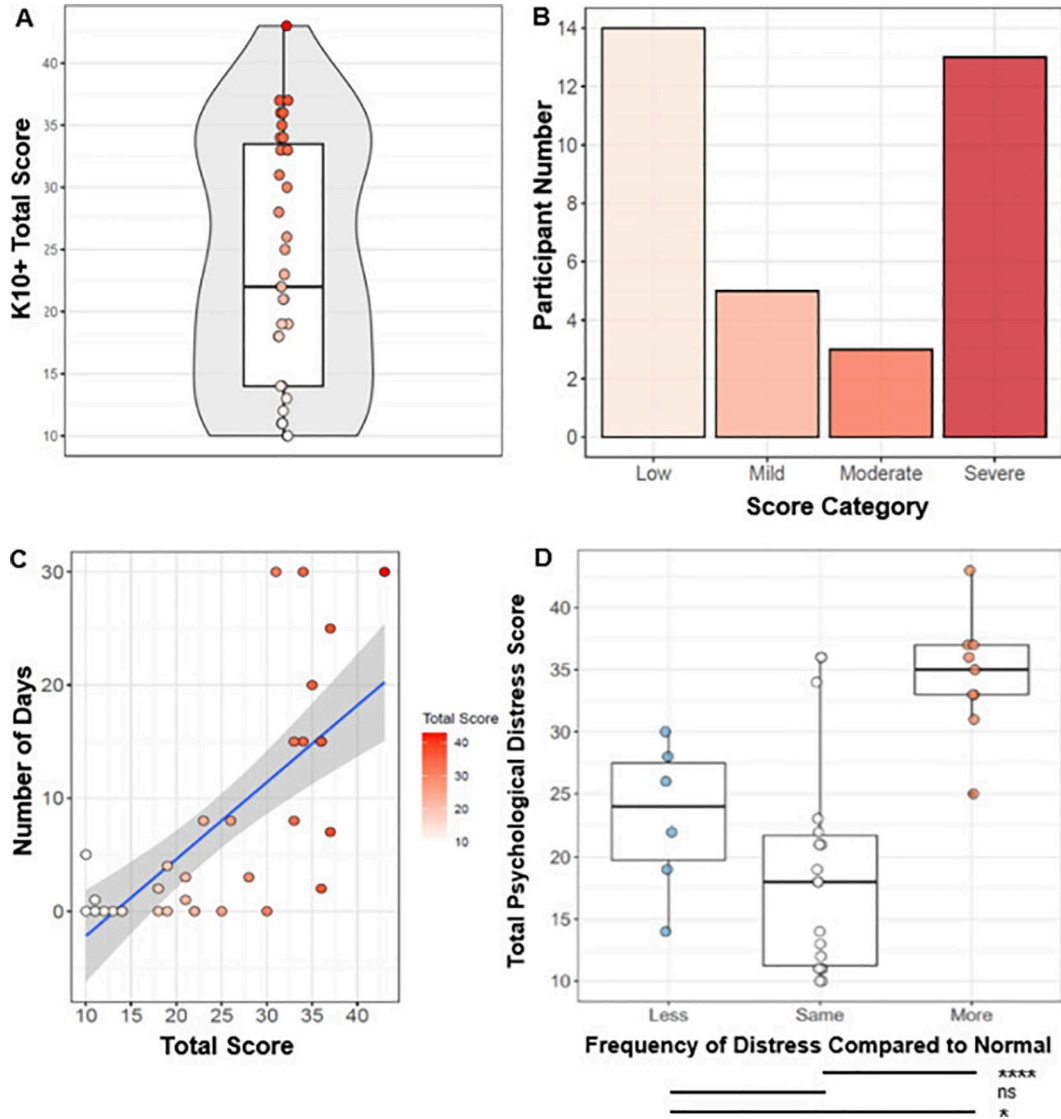 A
K10+ Total Score
40
35
30
25
20
15
10
B
Participant Number
14
12
10
8
6
4
2
0
Low Mild Moderate Severe
Score Category
C
Number of Days
30
20
10
0
10 15 20 25 30 35 40
Total Score
Total Score
40
30
20
10
D
Total Psychological Distress Score
40
35
30
25
20
15
10
Less Same More
Frequency of Distress Compared to Normal
****
ns
*